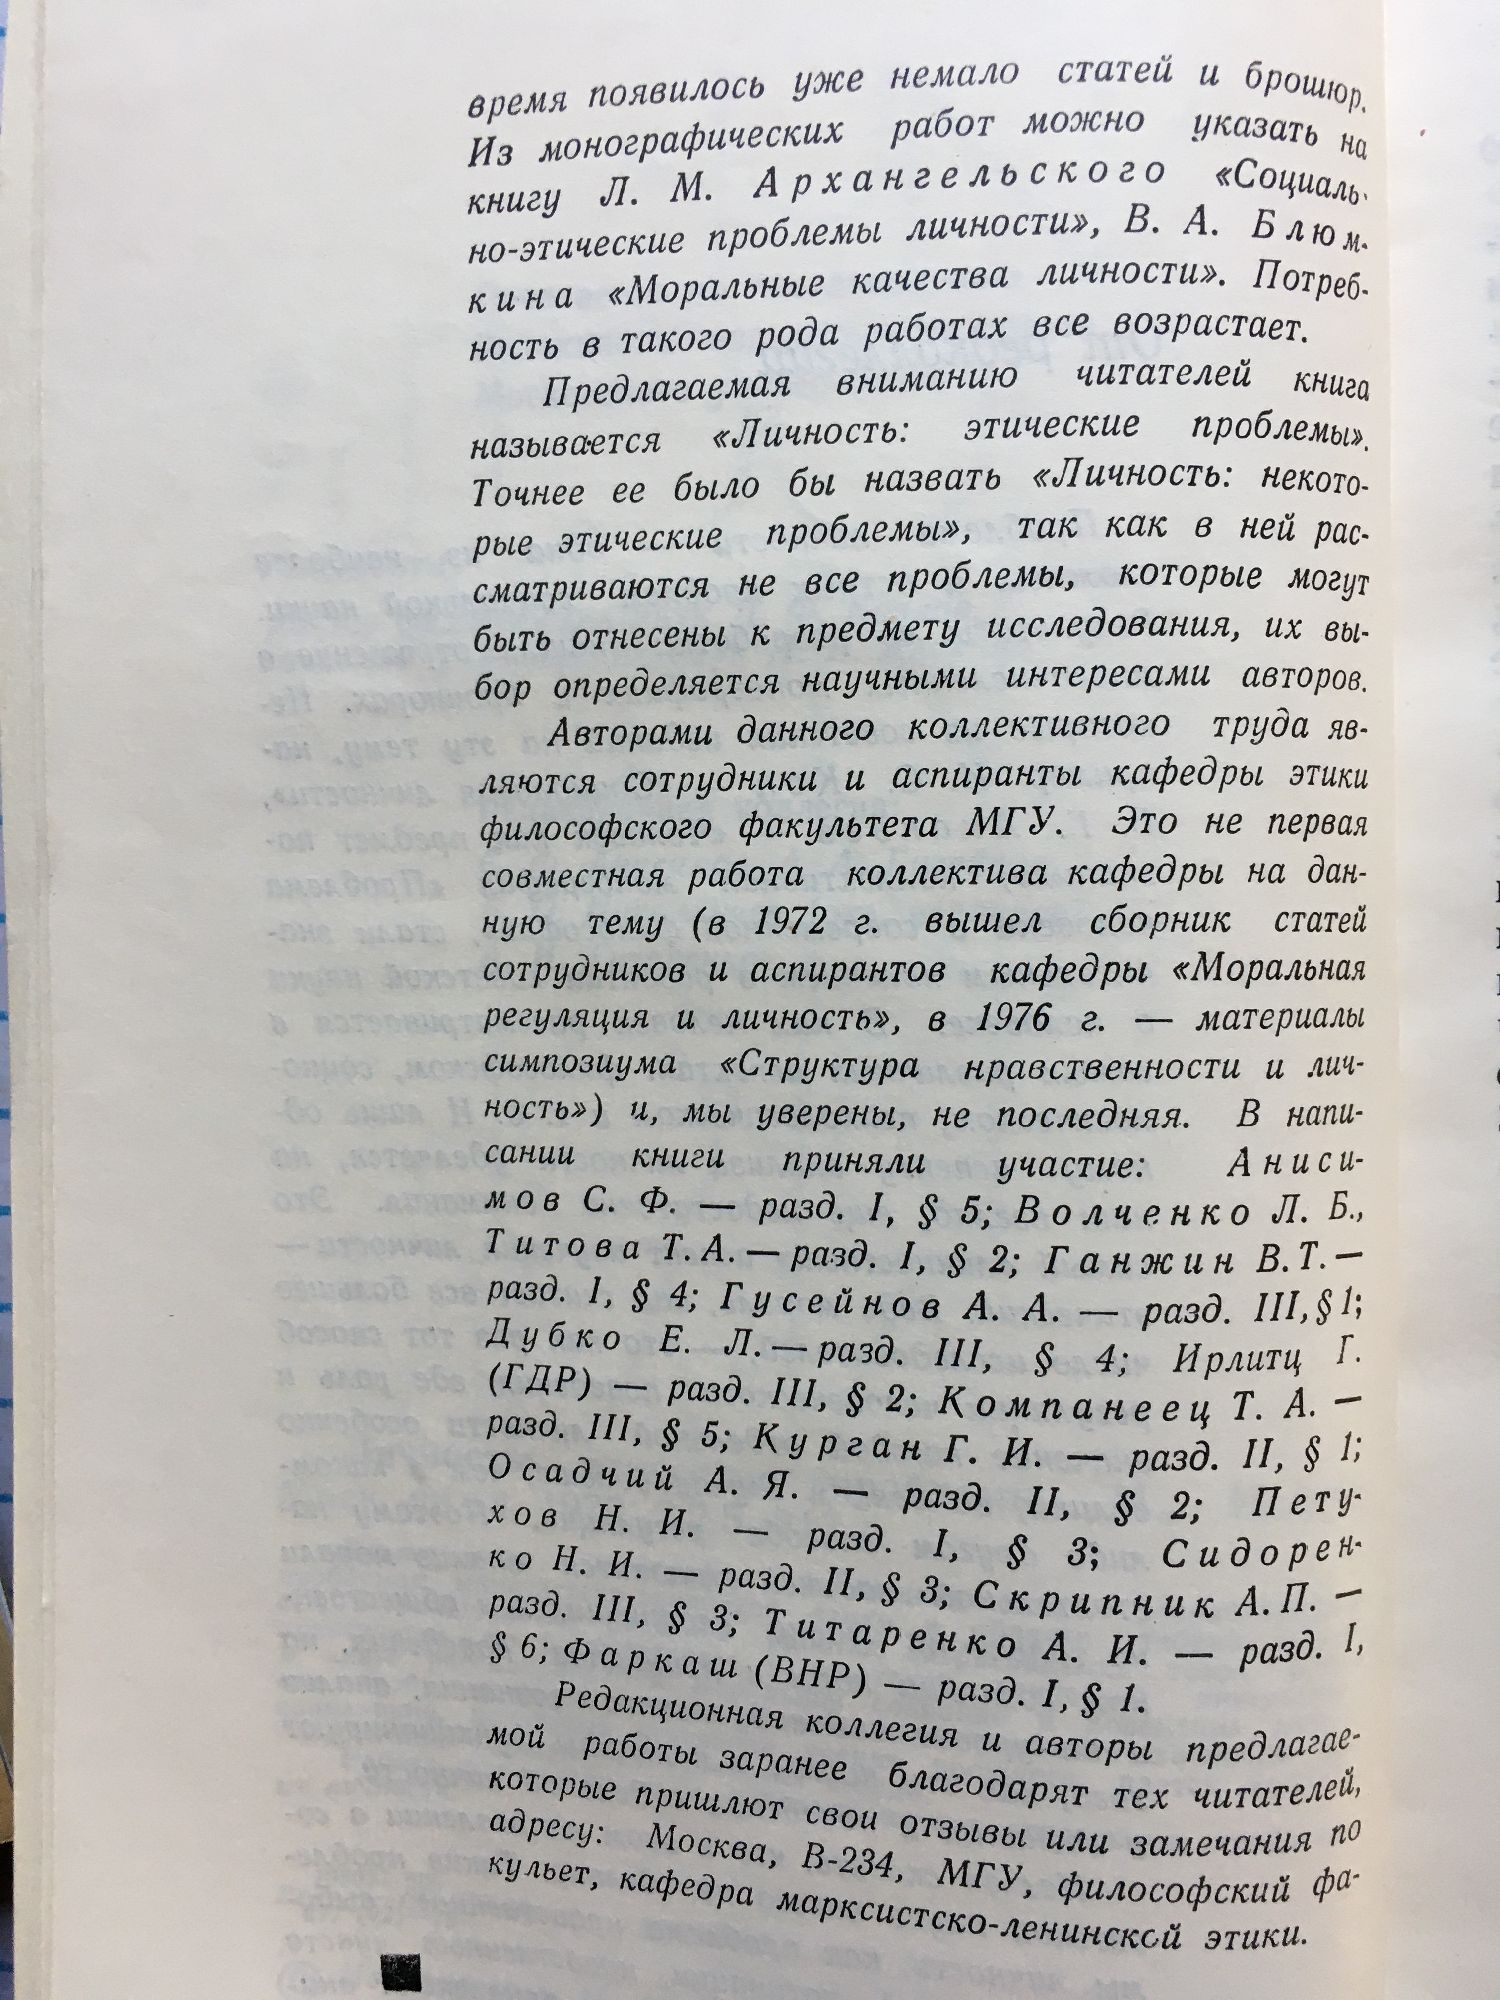 время появилось уже немало статей и брошюр.
Из монографических работ можно указать на
книгу Л. М. Архангельского «Социаль-
но-этические проблемы личности», В. А. Блюм-
кина «Моральные качества личности». Потреб-
ность в такого рода работах все возрастает.
Предлагаемая вниманию читателей книга
называется «Личность: этические проблемы».
Точнее ее было бы назвать «Личность: некото-
рые этические проблемы», так как в ней рас-
сматриваются не все проблемы, которые могут
быть отнесены к предмету исследования, их вы-
бор определяется научными интересами авторов.
Авторами данного коллективного труда яв-
ляются сотрудники и аспиранты кафедры этики
философского факультета МГУ. Это не первая
совместная работа коллектива кафедры на дан-
ную тему (в 1972 г. вышел сборник статей
сотрудников и аспирантов кафедры «Моральная
регуляция и личность», в 1976 г. — материалы
симпозиума «Структура нравственности и лич-
ность») и, мы уверены, не последняя. В напи-
сании книги приняли участие: Аниси-
мов С. Ф. — разд. I, § 5; Волченко Л. Б.,
Титова Т. А. — разд. I, § 2; Ганжин В. Т. —
разд. I, § 4; Гусейнов А. А. — разд. III, § 1;
Дубко Е. Л. — разд. III, § 4; Ирлитц Г.
(ГДР) — разд. III, § 2; Компанеец Т. А. —
разд. III, § 5; Курган Г. И. — разд. II, § 1;
Осадчий А. Я. — разд. II, § 2; Пету-
хов Н. И. — разд. I, § 3; Сидорен-
ко Н. И. — разд. II, § 3; Скрипник А. П. —
разд. III, § 3; Титаренко А. И. — разд. I,
§ 6; Фаркаш (ВНР) — разд. I, § 1.
Редакционная коллегия и авторы предлагае-
мой работы заранее благодарят тех читателей,
которые пришлют свои отзывы или замечания по
адресу: Москва, В-234, МГУ, философский фа-
культет, кафедра марксистско-ленинской этики.